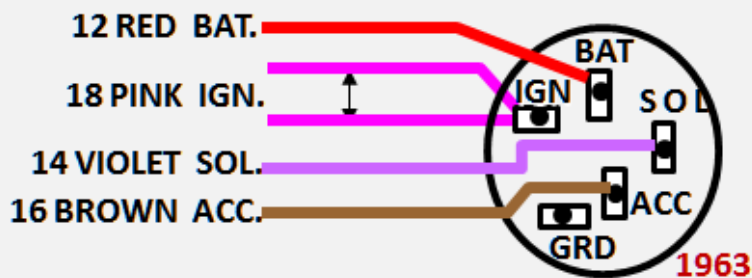 12 RED BAT.
18 PINK IGN.
14 VIOLET SOL.
16 BROWN ACC.
BAT
IGN
SOL
ACC
GRD
1963